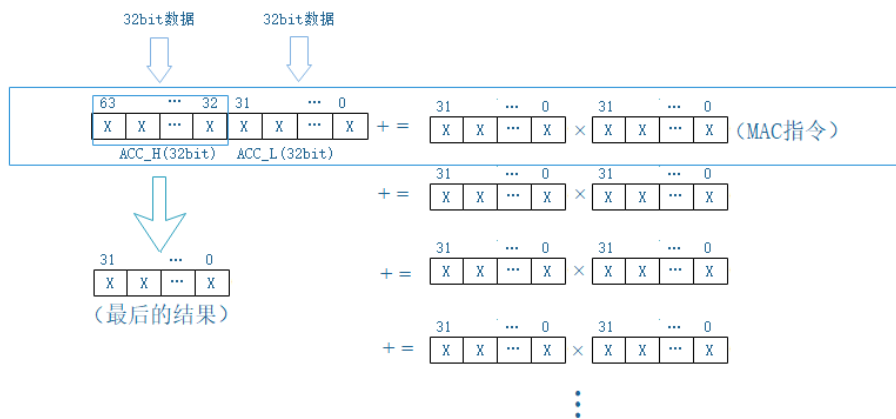 32bit数据 32bit数据
63 … 32 31 … 0 31 … 0 31 … 0
X X … X X X … X += X X … X × X X … X （MAC指令）
ACC_H(32bit) ACC_L(32bit)
31 … 0 31 … 0
+= X X … X × X X … X
31 … 0 31 … 0 31 … 0
X X … X += X X … X × X X … X
（最后的结果）
31 … 0 31 … 0
+= X X … X × X X … X
⋮